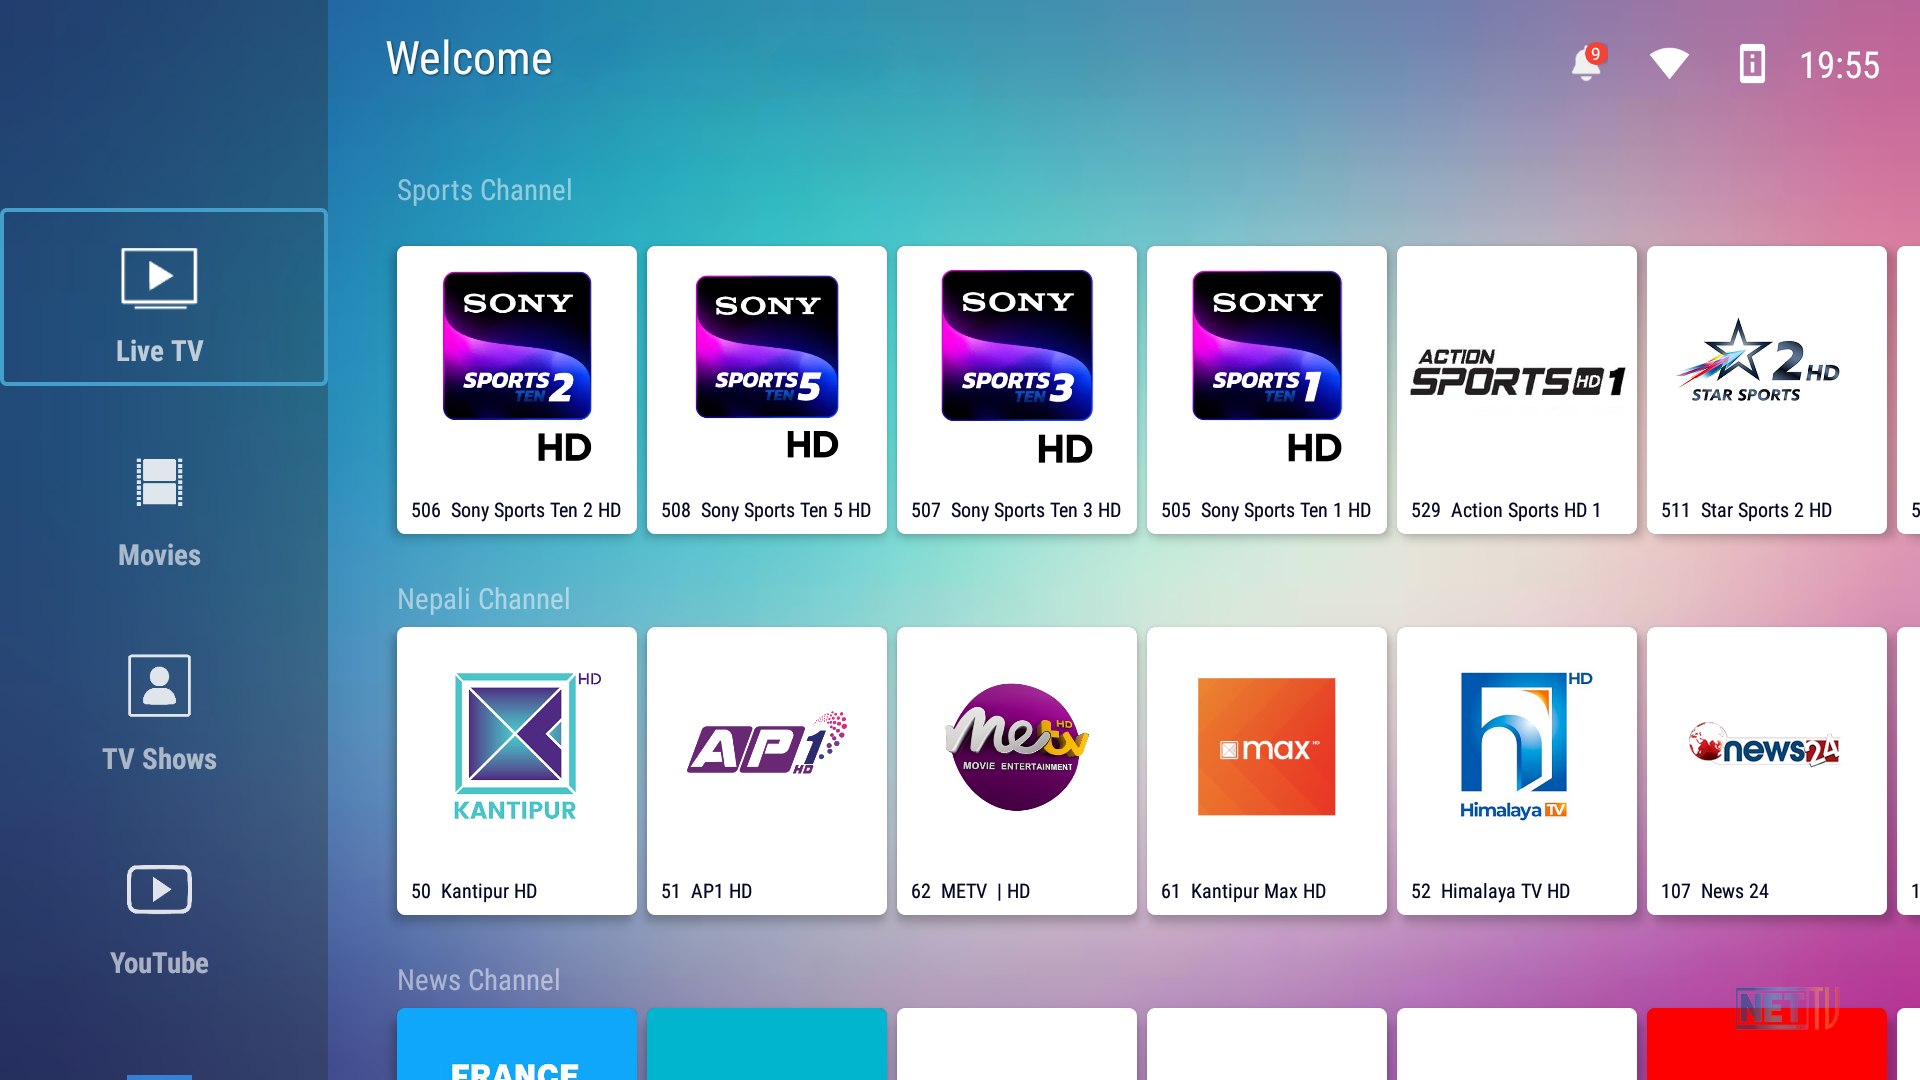 Welcome
9
19:55
Live TV
Movies
TV Shows
YouTube
Sports Channel
SONY
SPORTS 2
TEN
HD
506 Sony Sports Ten 2 HD
SONY
SPORTS 5
TEN
HD
508 Sony Sports Ten 5 HD
SONY
SPORTS 3
TEN
HD
507 Sony Sports Ten 3 HD
SONY
SPORTS 1
TEN
HD
505 Sony Sports Ten 1 HD
ACTION
SPORTS HD 1
529 Action Sports HD 1
2 HD
STAR SPORTS
511 Star Sports 2 HD
5
Nepali Channel
HD
KANTIPUR
50 Kantipur HD
AP1
HD
51 AP1 HD
Metv HD
MOVIE ENTERTAINMENT
62 METV | HD
max HD
61 Kantipur Max HD
HD
Himalaya TV
52 Himalaya TV HD
news24
107 News 24
1
News Channel
FRANCE
NET TV